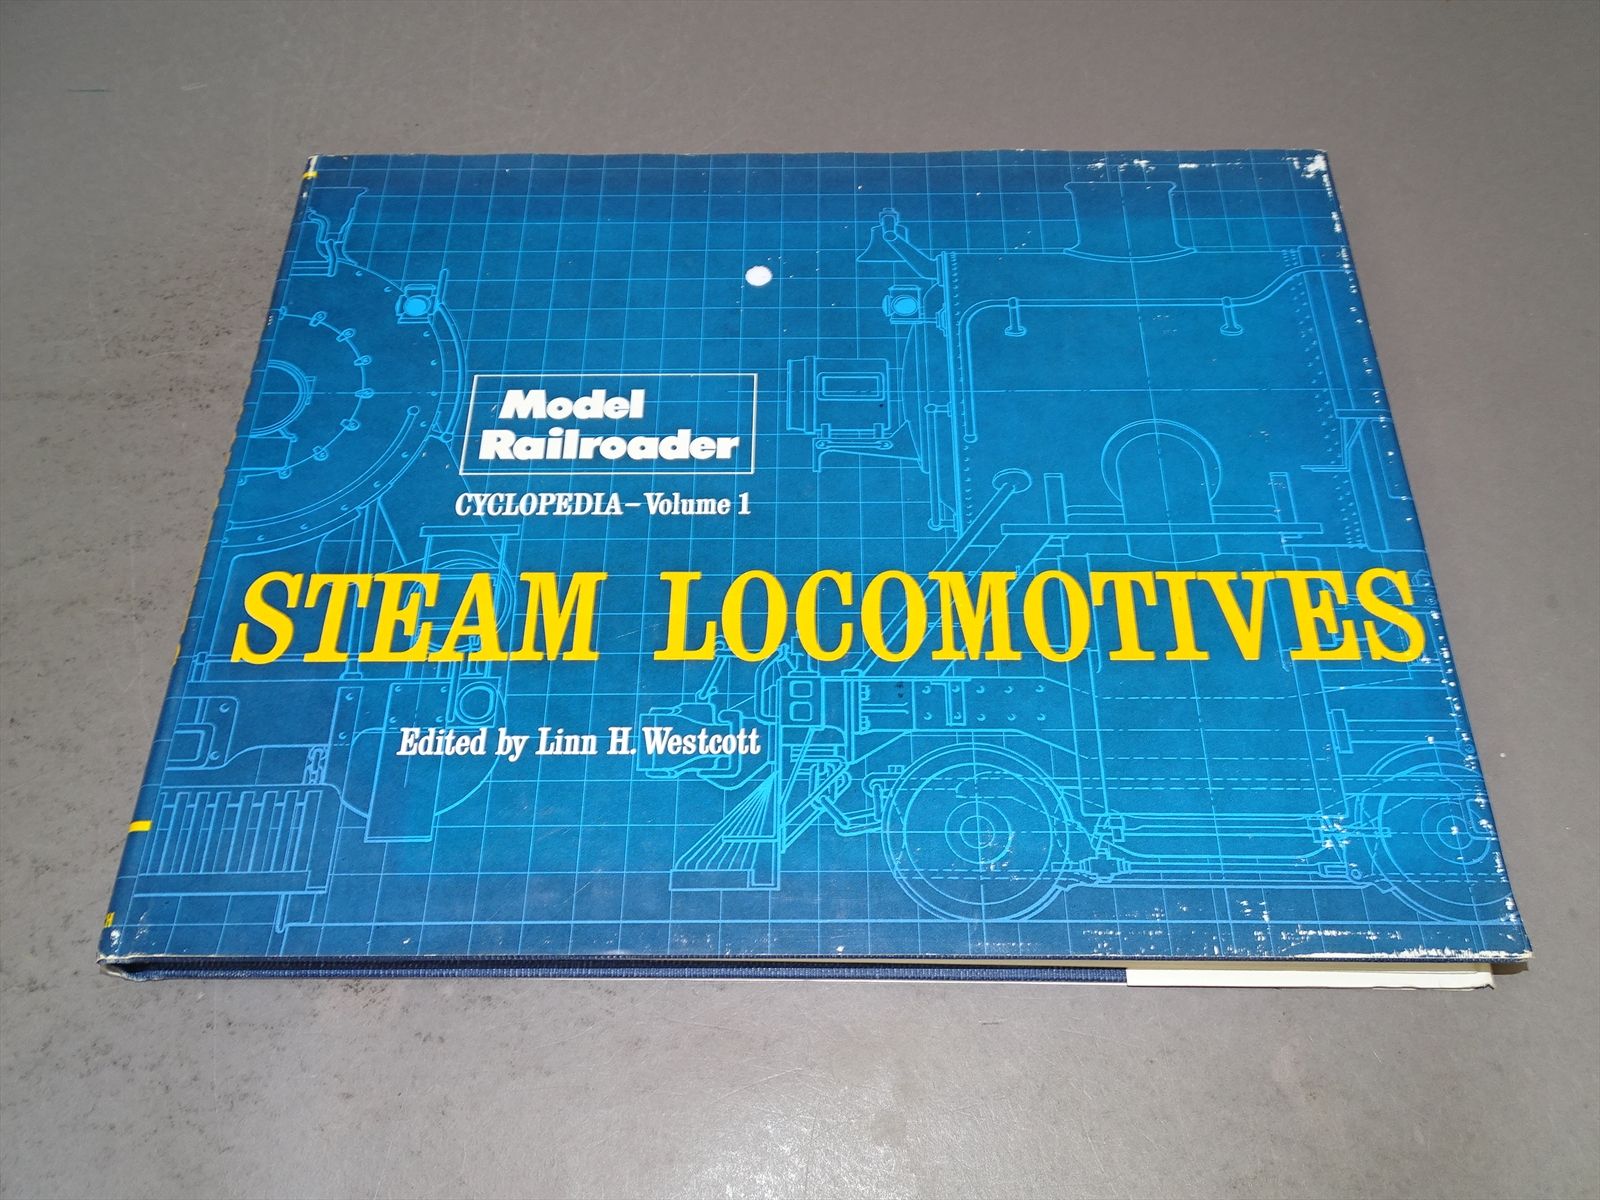 Model
Railroader
CYCLOPEDIA – Volume 1
STEAM LOCOMOTIVES
Edited by Linn H. Westcott